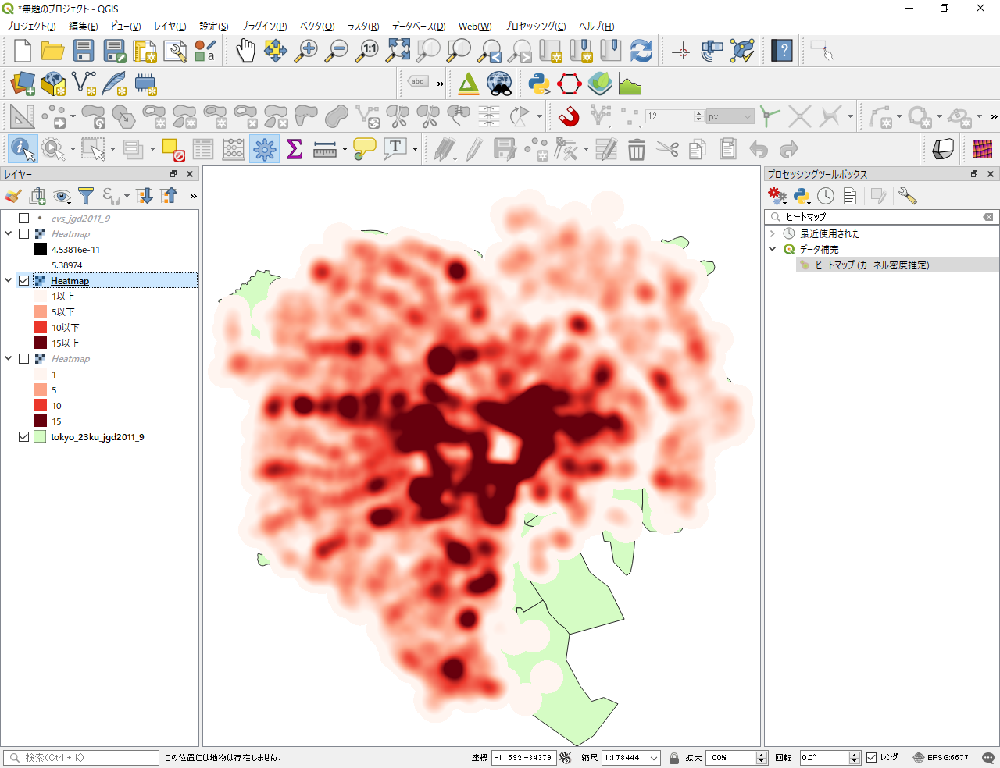 *無題のプロジェクト - QGIS
プロジェクト(J) 編集(E) ビュー(V) レイヤ(L) 設定(S) プラグイン(P) ベクタ(O) ラスタ(R) データベース(D) Web(W) プロセッシング(C) ヘルプ(H)
1:1
a
abc »
12 px »
Σ T
レイヤー
»
cvs_jgd2011_9
Heatmap
4.53816e-11
5.38974
Heatmap
1以上
5以下
10以下
15以上
Heatmap
1
5
10
15
tokyo_23ku_jgd2011_9
プロセッシングツールボックス
ヒートマップ
最近使用された
データ補完
ヒートマップ (カーネル密度推定)
検索(Ctrl + K) この位置には地物は存在しません. 座標 -11692,-34379 縮尺 1:178444 拡大 100% 回転 0.0° レンダ EPSG:6677